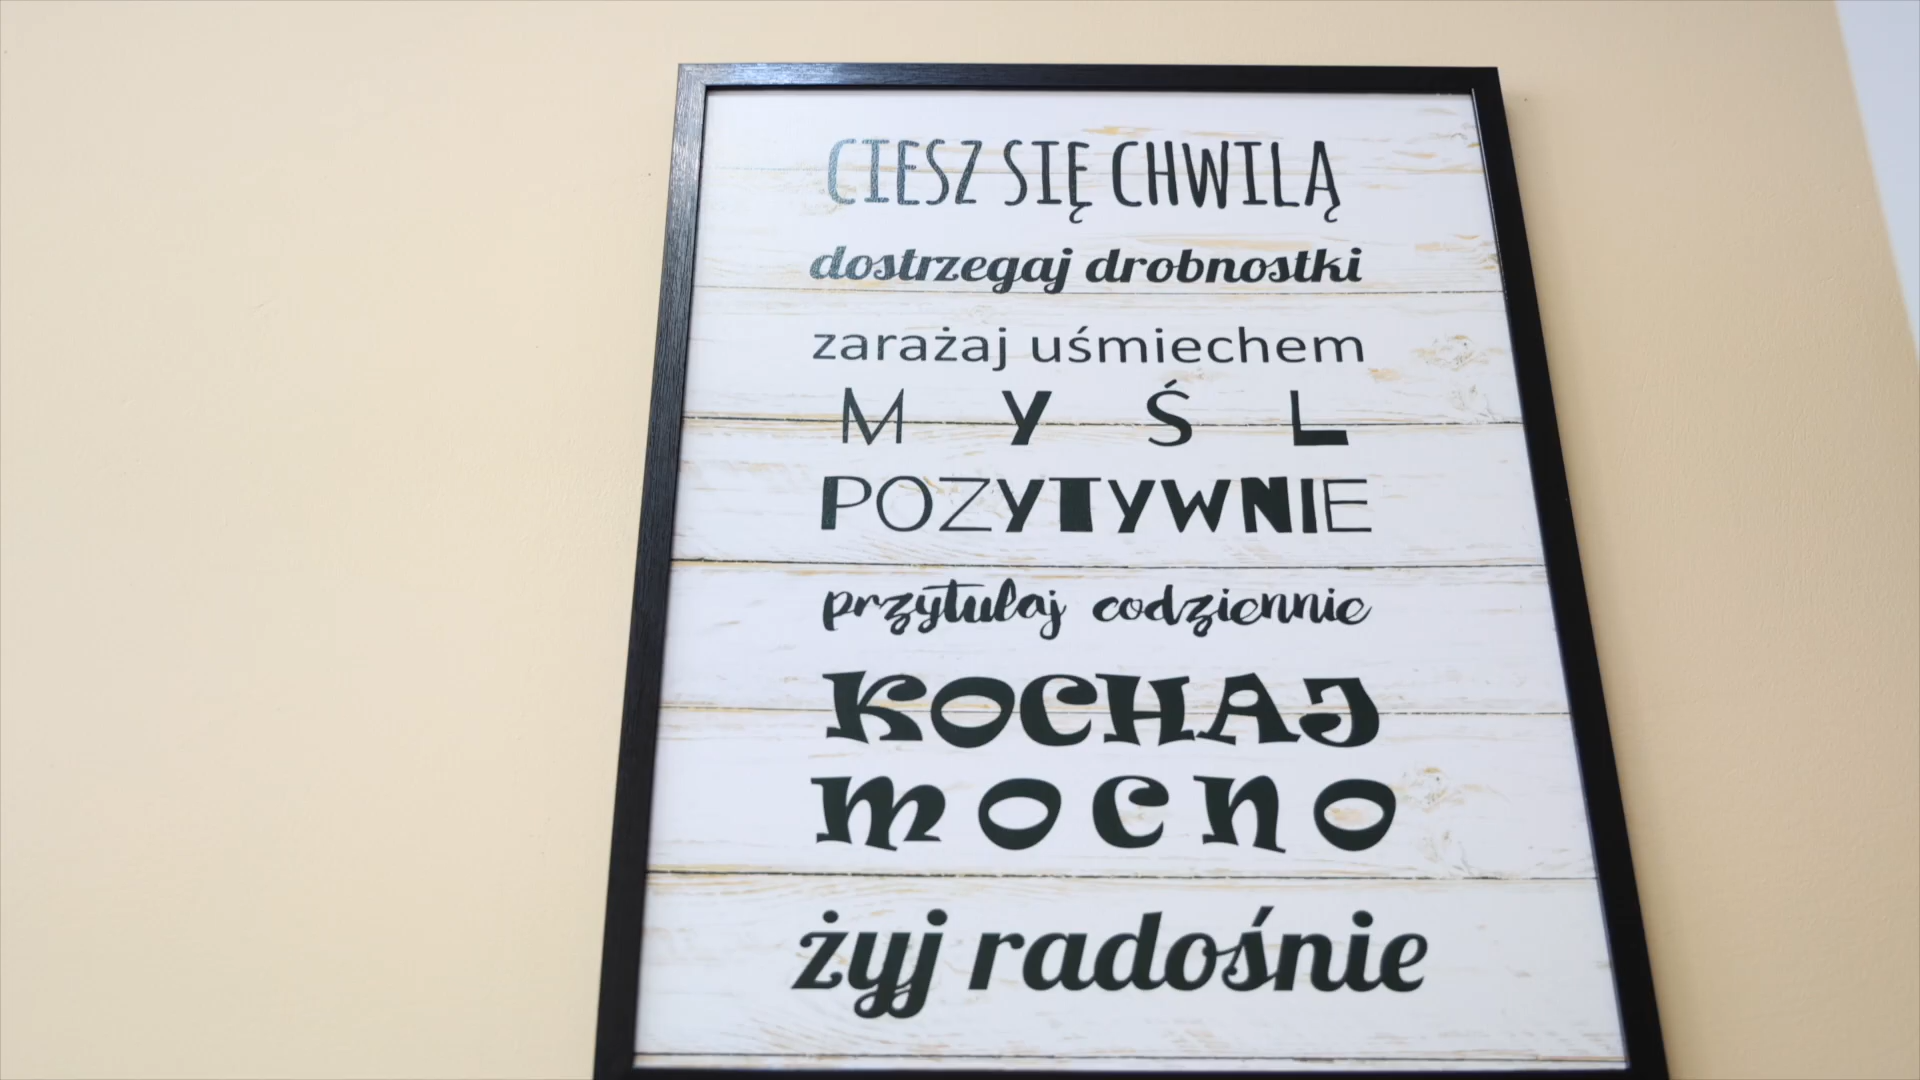 CIESZ SIĘ CHWILĄ
dostrzegaj drobnostki
zarażaj uśmiechem
MYŚL
POZYTYWNIE
przytulaj codziennie
KOCHAJ
mocno
żyj radośnie